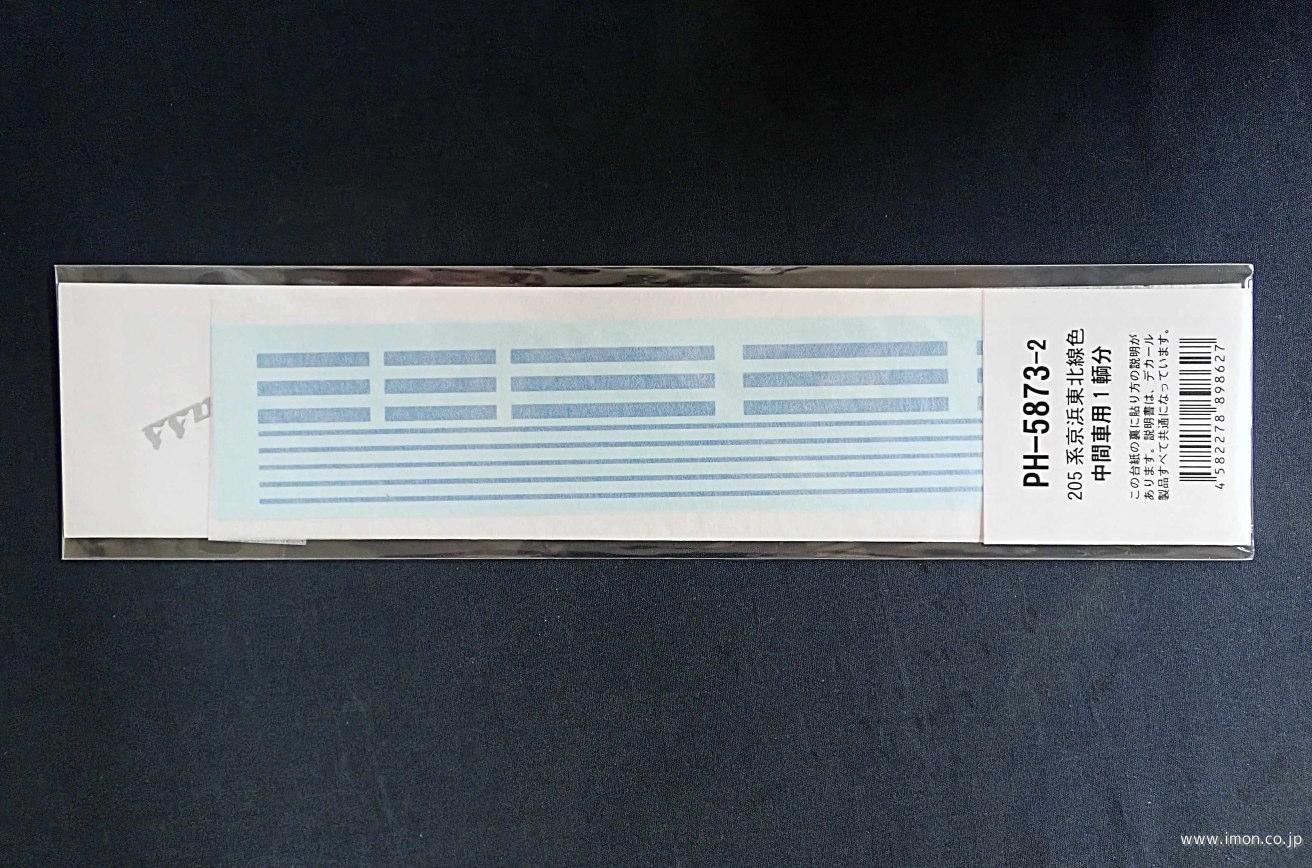 PH-5873-2
205 系京浜東北線色
中間車用 1 輌分
この台紙の裏に貼り方の説明が
あります。説明書は、デカール
製品すべて共通になっています。
4 582278 898627
www.imon.co.jp